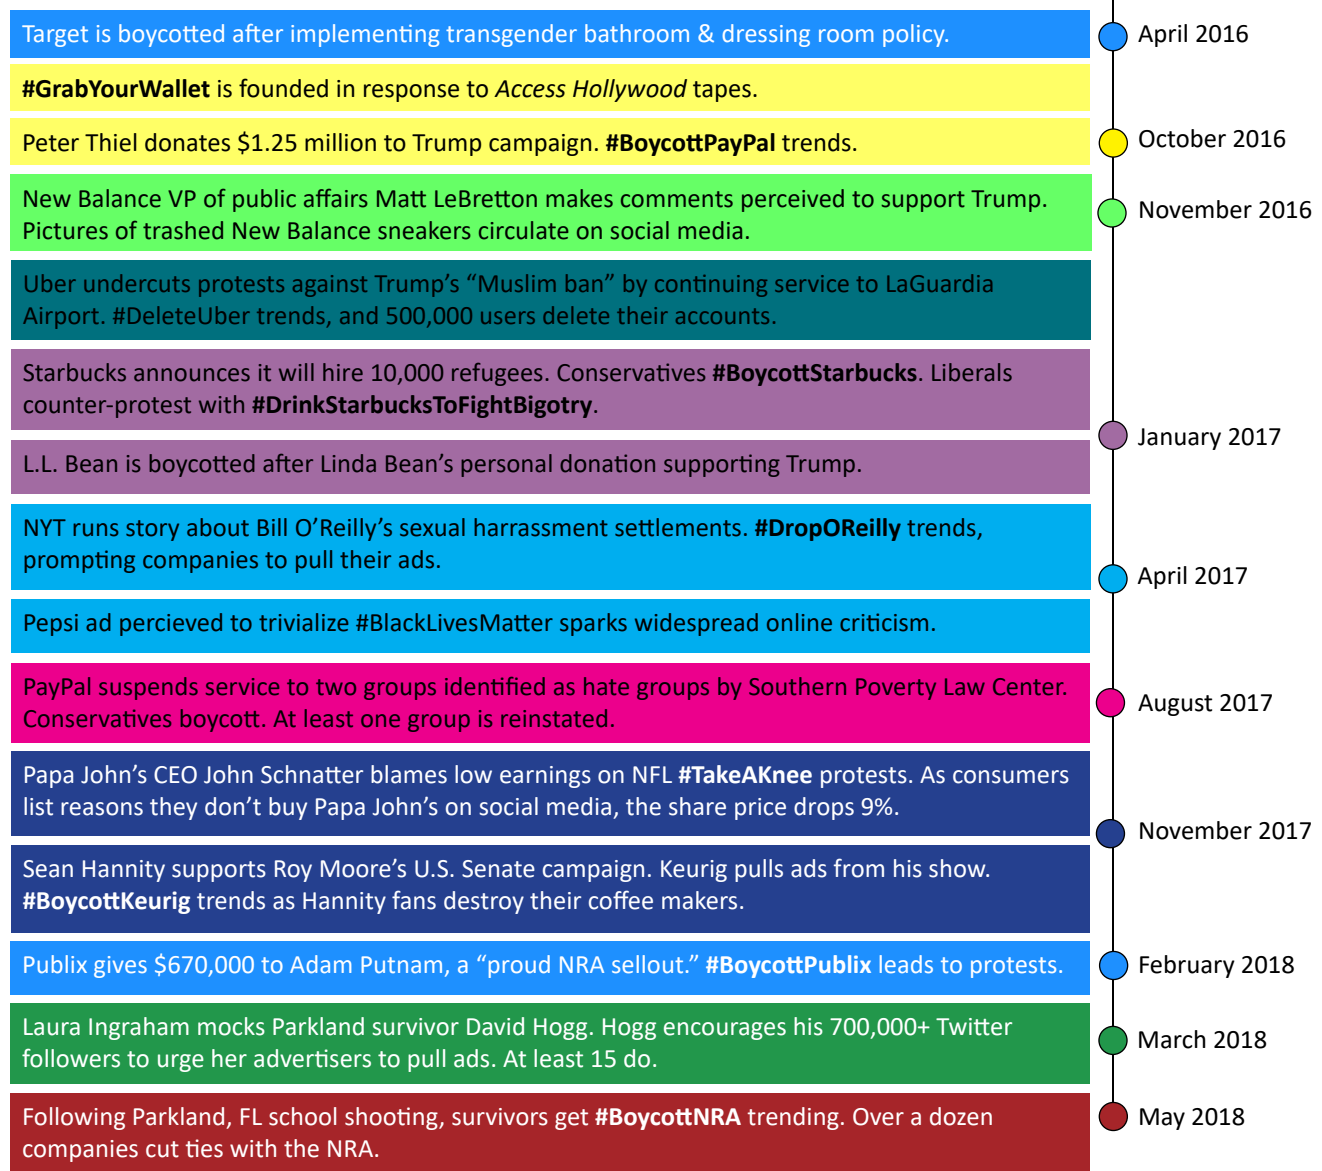 Target is boycotted after implementing transgender bathroom & dressing room policy.
April 2016
#GrabYourWallet is founded in response to Access Hollywood tapes.
Peter Thiel donates $1.25 million to Trump campaign. #BoycottPayPal trends.
October 2016
New Balance VP of public affairs Matt LeBretton makes comments perceived to support Trump.
Pictures of trashed New Balance sneakers circulate on social media.
November 2016
Uber undercuts protests against Trump’s “Muslim ban” by continuing service to LaGuardia
Airport. #DeleteUber trends, and 500,000 users delete their accounts.
Starbucks announces it will hire 10,000 refugees. Conservatives #BoycottStarbucks. Liberals
counter-protest with #DrinkStarbucksToFightBigotry.
January 2017
L.L. Bean is boycotted after Linda Bean’s personal donation supporting Trump.
NYT runs story about Bill O’Reilly’s sexual harrassment settlements. #DropOReilly trends,
prompting companies to pull their ads.
April 2017
Pepsi ad percieved to trivialize #BlackLivesMatter sparks widespread online criticism.
PayPal suspends service to two groups identified as hate groups by Southern Poverty Law Center.
Conservatives boycott. At least one group is reinstated.
August 2017
Papa John’s CEO John Schnatter blames low earnings on NFL #TakeAKnee protests. As consumers
list reasons they don’t buy Papa John’s on social media, the share price drops 9%.
November 2017
Sean Hannity supports Roy Moore’s U.S. Senate campaign. Keurig pulls ads from his show.
#BoycottKeurig trends as Hannity fans destroy their coffee makers.
Publix gives $670,000 to Adam Putnam, a “proud NRA sellout.” #BoycottPublix leads to protests.
February 2018
Laura Ingraham mocks Parkland survivor David Hogg. Hogg encourages his 700,000+ Twitter
followers to urge her advertisers to pull ads. At least 15 do.
March 2018
Following Parkland, FL school shooting, survivors get #BoycottNRA trending. Over a dozen
companies cut ties with the NRA.
May 2018